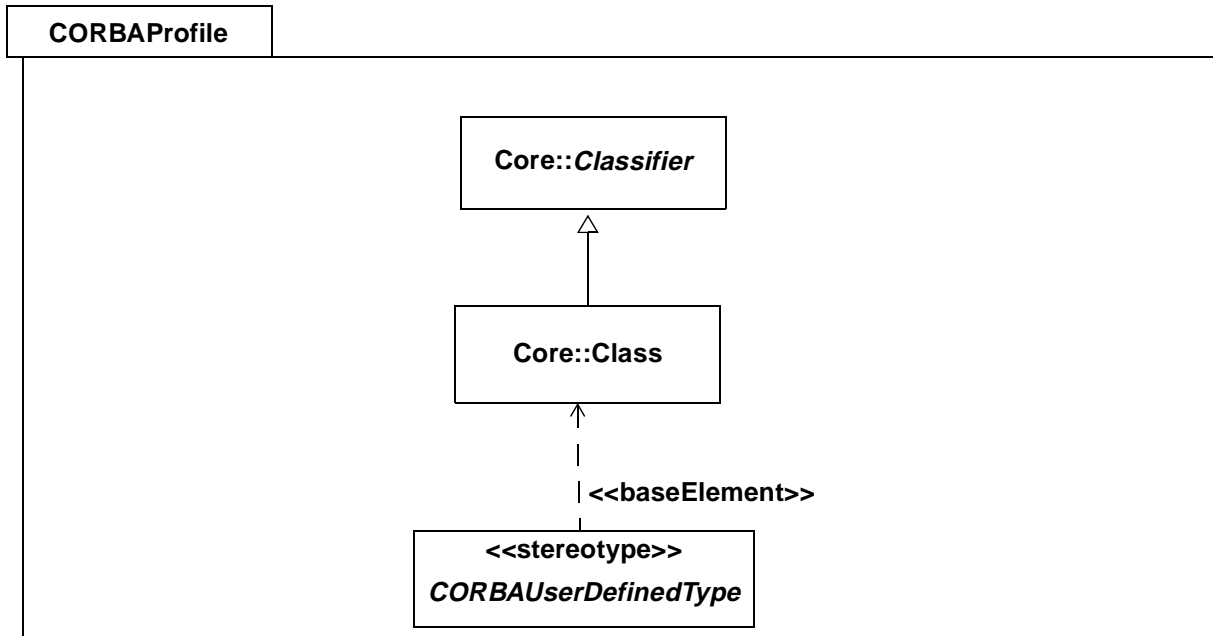 CORBAProfile
Core::Classifier
Core::Class
<<baseElement>>
<<stereotype>>
CORBAUserDefinedType